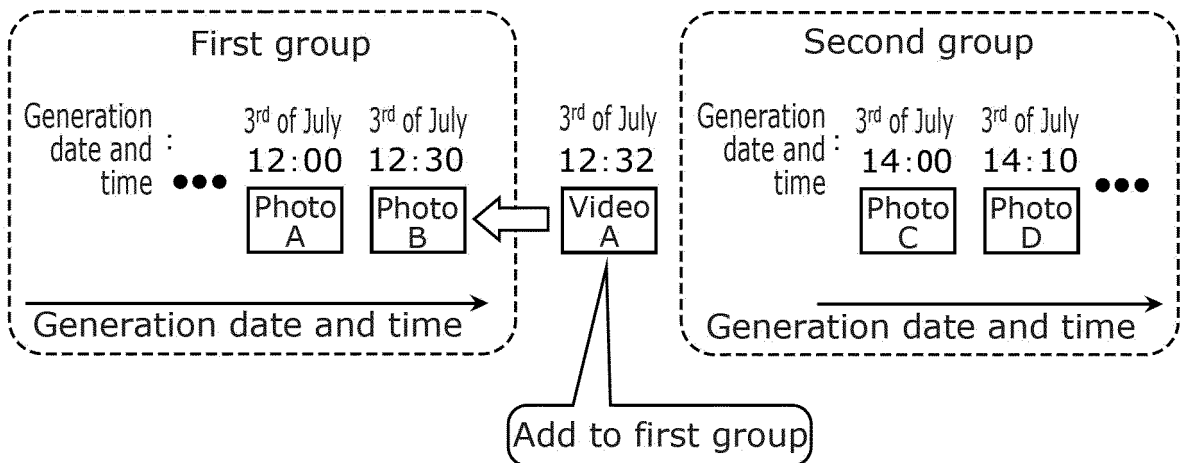 First group
Generation
date and :
time
●●●
3rd of July
12:00
Photo
A
3rd of July
12:30
Photo
B
Generation date and time
3rd of July
12:32
Video
A
Add to first group
Second group
Generation
date and :
time
3rd of July
14:00
Photo
C
3rd of July
14:10
Photo
D
●●●
Generation date and time